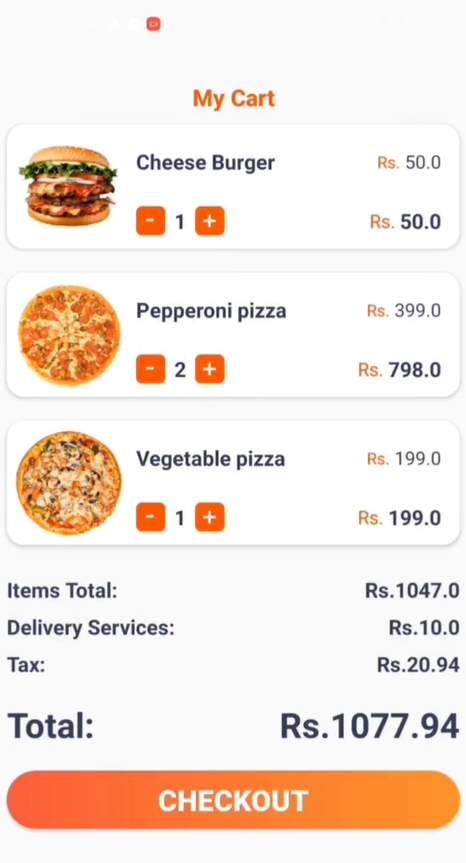 My Cart
Cheese Burger Rs. 50.0
- 1 + Rs. 50.0
Pepperoni pizza Rs. 399.0
- 2 + Rs. 798.0
Vegetable pizza Rs. 199.0
- 1 + Rs. 199.0
Items Total: Rs.1047.0
Delivery Services: Rs.10.0
Tax: Rs.20.94
Total: Rs.1077.94
CHECKOUT